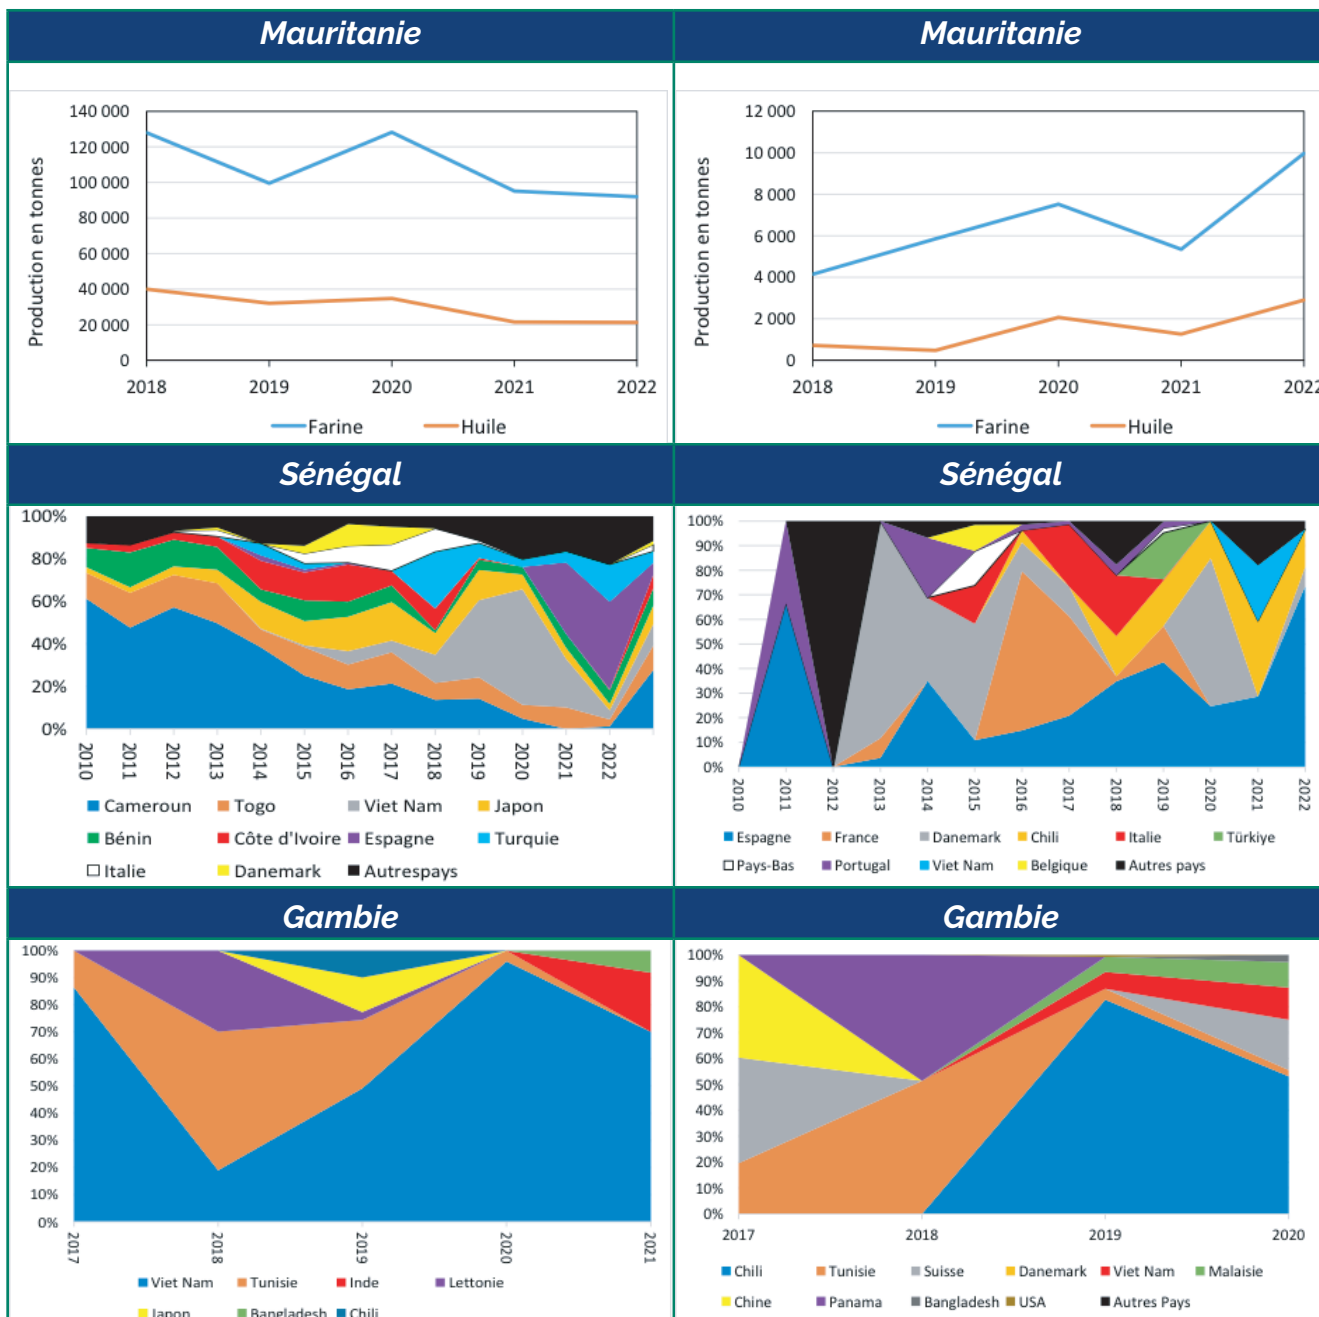 Mauritanie
Mauritanie
Production en tonnes
140 000
120 000
100 000
80 000
60 000
40 000
20 000
0
2018 2019 2020 2021 2022
Farine Huile
Production en tonnes
12 000
10 000
8 000
6 000
4 000
2 000
0
2018 2019 2020 2021 2022
Farine Huile
Sénégal
Sénégal
100%
80%
60%
40%
20%
0%
2010 2011 2012 2013 2014 2015 2016 2017 2018 2019 2020 2021 2022
Cameroun Togo Viet Nam Japon
Bénin Côte d'Ivoire Espagne Turquie
Italie Danemark Autrespays
100%
90%
80%
70%
60%
50%
40%
30%
20%
10%
0%
2010 2011 2012 2013 2014 2015 2016 2017 2018 2019 2020 2021 2022
Espagne France Danemark Chili Italie Türkiye
Pays-Bas Portugal Viet Nam Belgique Autres pays
Gambie
Gambie
100%
90%
80%
70%
60%
50%
40%
30%
20%
10%
0%
2017 2018 2019 2020 2021
Viet Nam Tunisie Inde Lettonie
Japon Bangladesh Chili
100%
90%
80%
70%
60%
50%
40%
30%
20%
10%
0%
2017 2018 2019 2020
Chili Tunisie Suisse Danemark Viet Nam Malaisie
Chine Panama Bangladesh USA Autres Pays